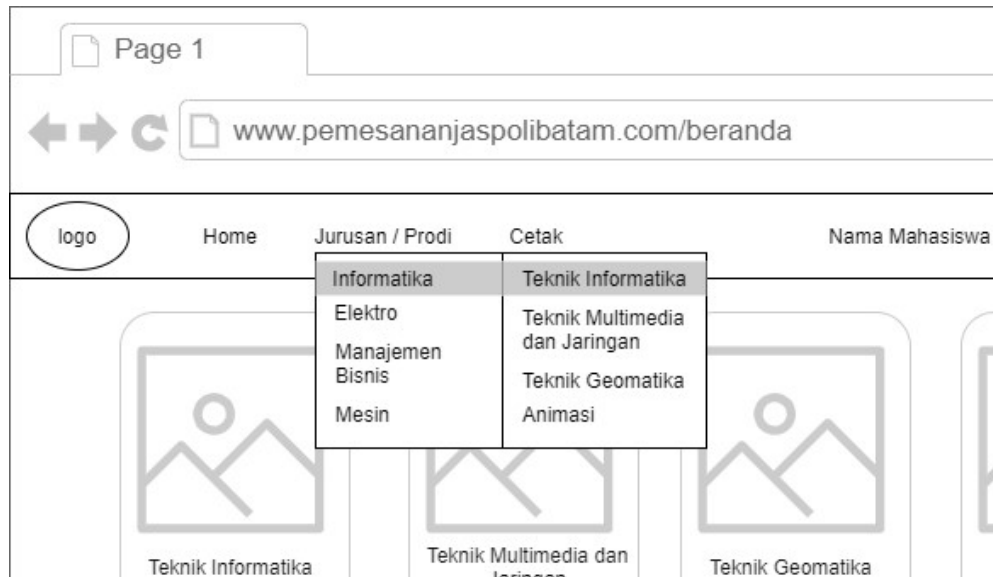 Page 1
www.pemesananjaspolibatam.com/beranda
logo
Home
Jurusan / Prodi
Cetak
Nama Mahasiswa
Informatika
Elektro
Manajemen
Bisnis
Mesin
Teknik Informatika
Teknik Multimedia
dan Jaringan
Teknik Geomatika
Animasi
Teknik Informatika
Teknik Multimedia dan
Jaringan
Teknik Geomatika